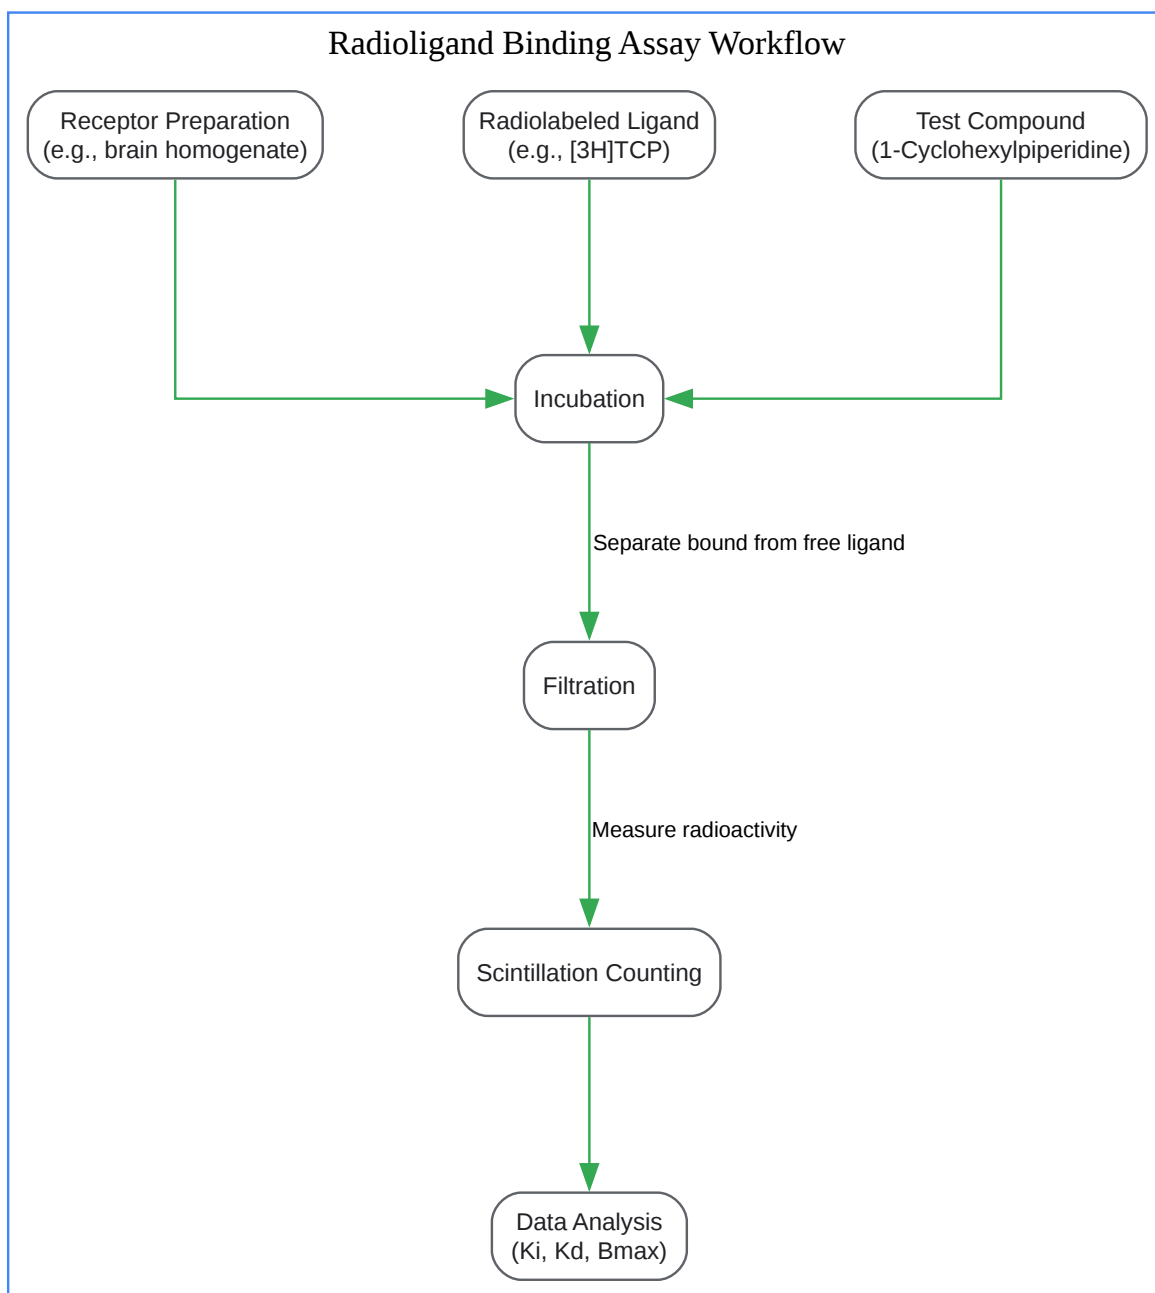 Radioligand Binding Assay Workflow
Receptor Preparation
(e.g., brain homogenate)
Radiolabeled Ligand
(e.g., [3H]TCP)
Test Compound
(1-Cyclohexylpiperidine)
Incubation
Separate bound from free ligand
Filtration
Measure radioactivity
Scintillation Counting
Data Analysis
(Ki, Kd, Bmax)